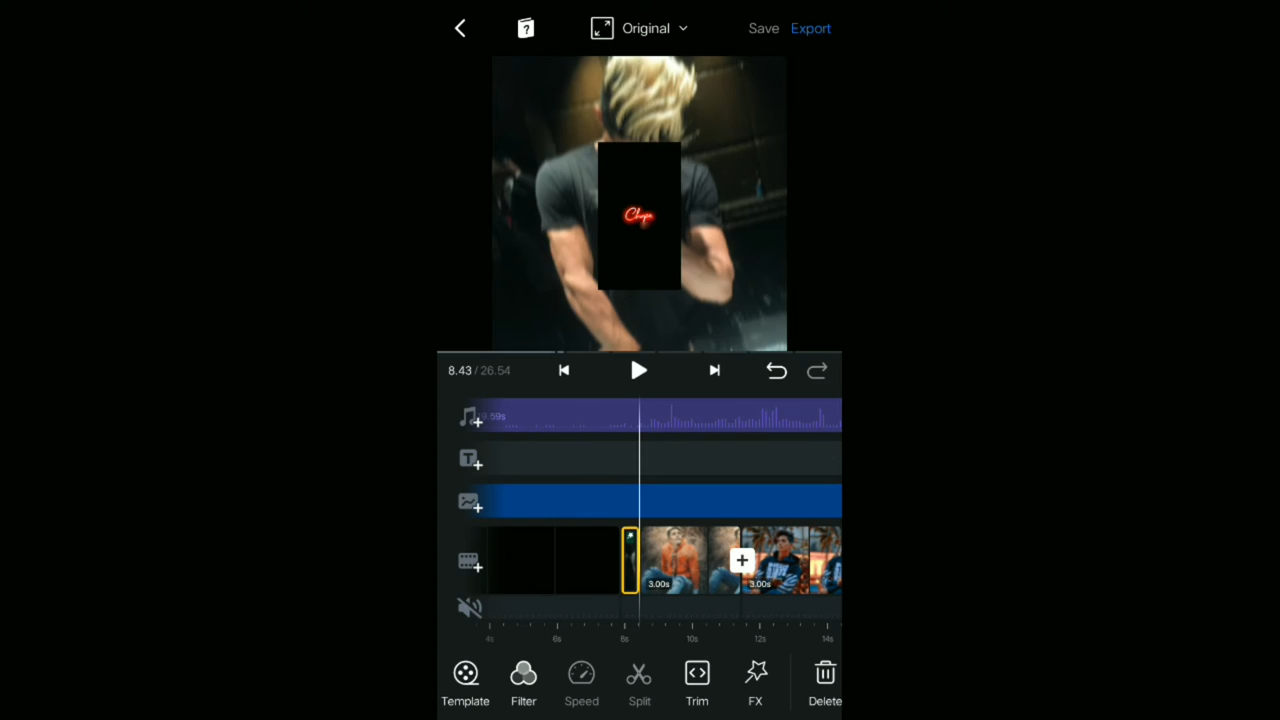 Original
Save Export
8.43 / 26.54
T
3.00s
3.00s
4s 6s 8s 10s 12s 14s
Template Filter Speed Split Trim FX Delete